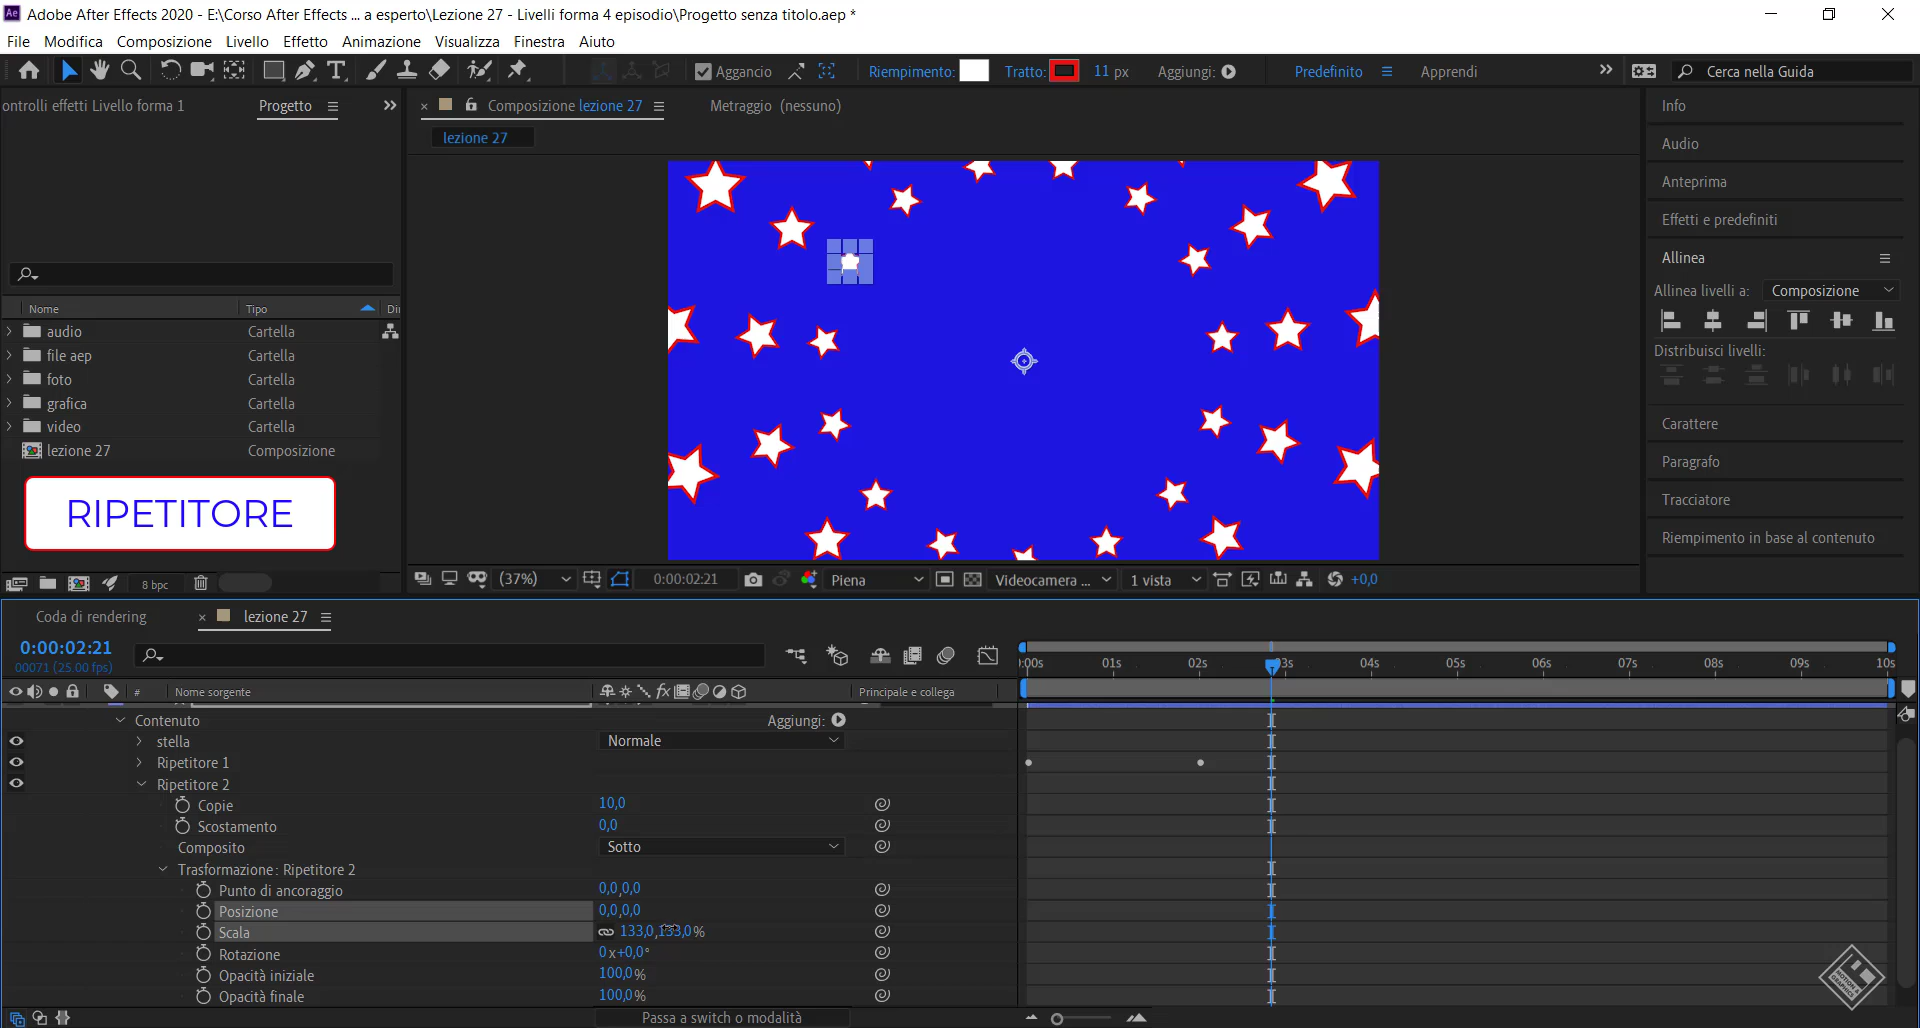 Adobe After Effects 2020 - E:\Corso After Effects ... a esperto\Lezione 27 - Livelli forma 4 episodio\Progetto senza titolo.aep *
File Modifica Composizione Livello Effetto Animazione Visualizza Finestra Aiuto
Aggancio Riempimento: Tratto: 11 px Aggiungi: Predefinito Apprendi Cerca nella Guida
ontrolli effetti Livello forma 1 Progetto Composizione lezione 27 Metraggio (nessuno) Info
lezione 27
Audio
Anteprima
Effetti e predefiniti
Allinea
Allinea livelli a: Composizione
Distribuisci livelli:
Carattere
Paragrafo
Tracciatore
Riempimento in base al contenuto
Nome Tipo Di
audio Cartella
file aep Cartella
foto Cartella
grafica Cartella
video Cartella
lezione 27 Composizione
RIPETITORE
8 bpc
(37%) 0:00:02:21 Piena Videocamera ... 1 vista +0,0
Coda di rendering lezione 27
0:00:02:21
00071 (25.00 fps)
):00s 01s 02s 03s 04s 05s 06s 07s 08s 09s 10s
# Nome sorgente Principale e collega
Contenuto Aggiungi:
stella Normale
Ripetitore 1
Ripetitore 2
Copie 10,0
Scostamento 0,0
Composito Sotto
Trasformazione: Ripetitore 2
Punto di ancoraggio 0,0,0,0
Posizione 0,0,0,0
Scala 133,0,133,0%
Rotazione 0x+0,0°
Opacità iniziale 100,0%
Opacità finale 100,0%
Passa a switch o modalità